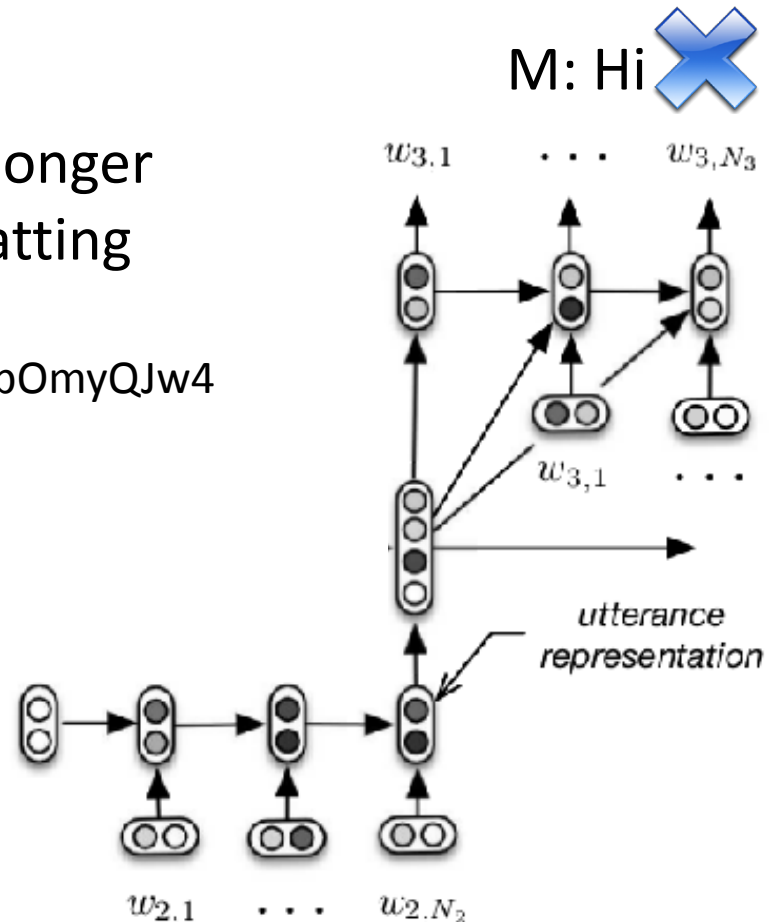 M: Hi
onger
atting
bOmyQJw4
w3.1 . . . w3,N3
w3,1 . . .
utterance
representation
w2.1 . . . w2.N2